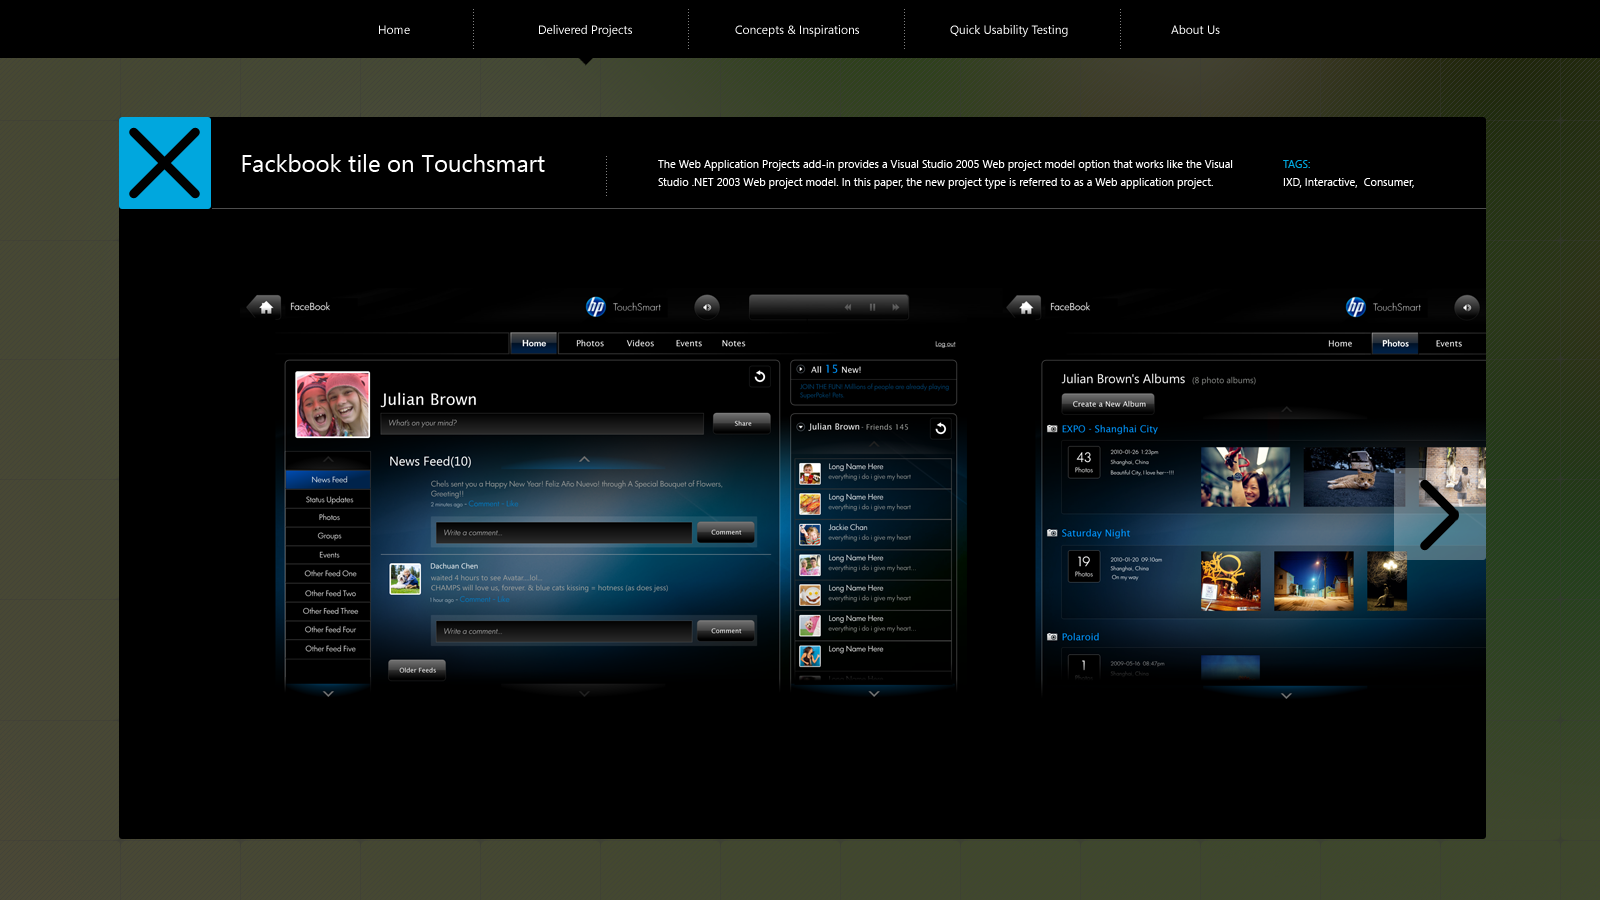 Home
Delivered Projects
Concepts & Inspirations
Quick Usability Testing
About Us
Fackbook tile on Touchsmart
The Web Application Projects add-in provides a Visual Studio 2005 Web project model option that works like the Visual
Studio .NET 2003 Web project model. In this paper, the new project type is referred to as a Web application project.
TAGS:
IXD, Interactive, Consumer,
FaceBook
hp TouchSmart
Home
Photos
Videos
Events
Notes
Log out
Julian Brown
What's on your mind?
Share
News Feed
Status Updates
Photos
Groups
Events
Other Feed One
Other Feed Two
Other Feed Three
Other Feed Four
Other Feed Five
News Feed(10)
Chels sent you a Happy New Year! Feliz Año Nuevo! through A Special Bouquet of Flowers,
Greeting!!
2 minutes ago - Comment - Like
Write a comment...
Comment
Dachuan Chen
waited 4 hours to see Avatar...lol...
CHAMPS will love us, forever. & blue cats kissing = hotness (as does jess)
1 hour ago - Comment - Like
Write a comment...
Comment
Older Feeds
All 15 New!
JOIN THE FUN! Millions of people are already playing
SuperPoke! Pets.
Julian Brown - Friends 145
Long Name Here
everything i do i give my heart
Long Name Here
everything i do i give my heart
Jackie Chan
everything i do i give my heart
Long Name Here
everything i do i give my heart...
Long Name Here
everything i do i give my heart
Long Name Here
everything i do i give my heart...
Long Name Here
Long Name Here
FaceBook
hp TouchSmart
Home
Photos
Events
Julian Brown's Albums (8 photo albums)
Create a New Album
EXPO - Shanghai City
43
Photos
2010-01-26 1:23pm
Shanghai, China
Beautiful City, I love her~~!!!
Saturday Night
19
Photos
2010-01-20 09:10am
Shanghai, China
On my way
Polaroid
1
Photos
2009-05-16 08:47pm
Shanghai, China